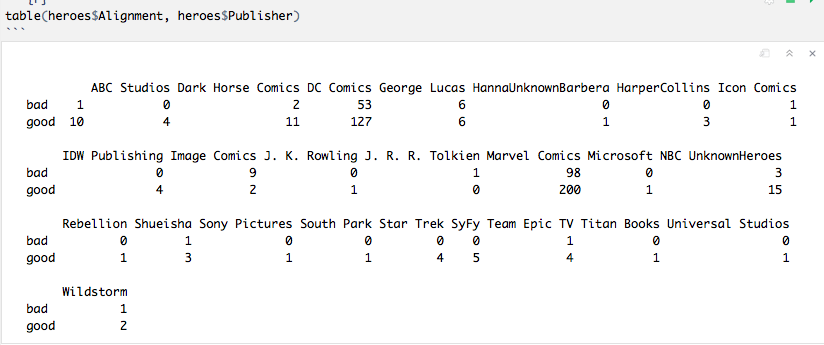 table(heroes$Alignment, heroes$Publisher)
```
ABC Studios Dark Horse Comics DC Comics George Lucas HannaUnknownBarbera HarperCollins Icon Comics
bad 1 0 2 53 6 0 0 1
good 10 4 11 127 6 1 3 1
IDW Publishing Image Comics J. K. Rowling J. R. R. Tolkien Marvel Comics Microsoft NBC UnknownHeroes
bad 0 9 0 1 98 0 3
good 4 2 1 0 200 1 15
Rebellion Shueisha Sony Pictures South Park Star Trek SyFy Team Epic TV Titan Books Universal Studios
bad 0 1 0 0 0 0 1 0 0
good 1 3 1 1 4 5 4 1 1
Wildstorm
bad 1
good 2